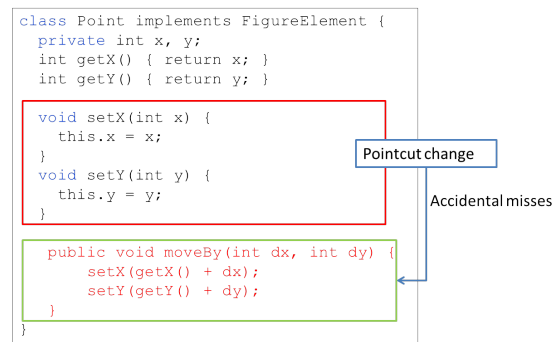 class Point implements FigureElement {
  private int x, y;
  int getX() { return x; }
  int getY() { return y; }
  void setX(int x) {
    this.x = x;
  }
  void setY(int y) {
    this.y = y;
  }
Pointcut change
Accidental misses
  public void moveBy(int dx, int dy) {
      setX(getX() + dx);
      setY(getY() + dy);
  }
}